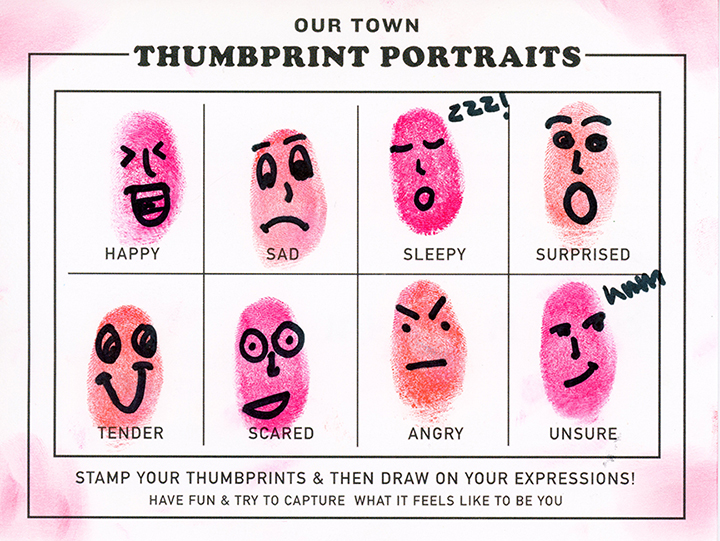 OUR TOWN
THUMBPRINT PORTRAITS
zzz!
HAPPY SAD SLEEPY SURPRISED
hmm
TENDER SCARED ANGRY UNSURE
STAMP YOUR THUMBPRINTS & THEN DRAW ON YOUR EXPRESSIONS!
HAVE FUN & TRY TO CAPTURE WHAT IT FEELS LIKE TO BE YOU